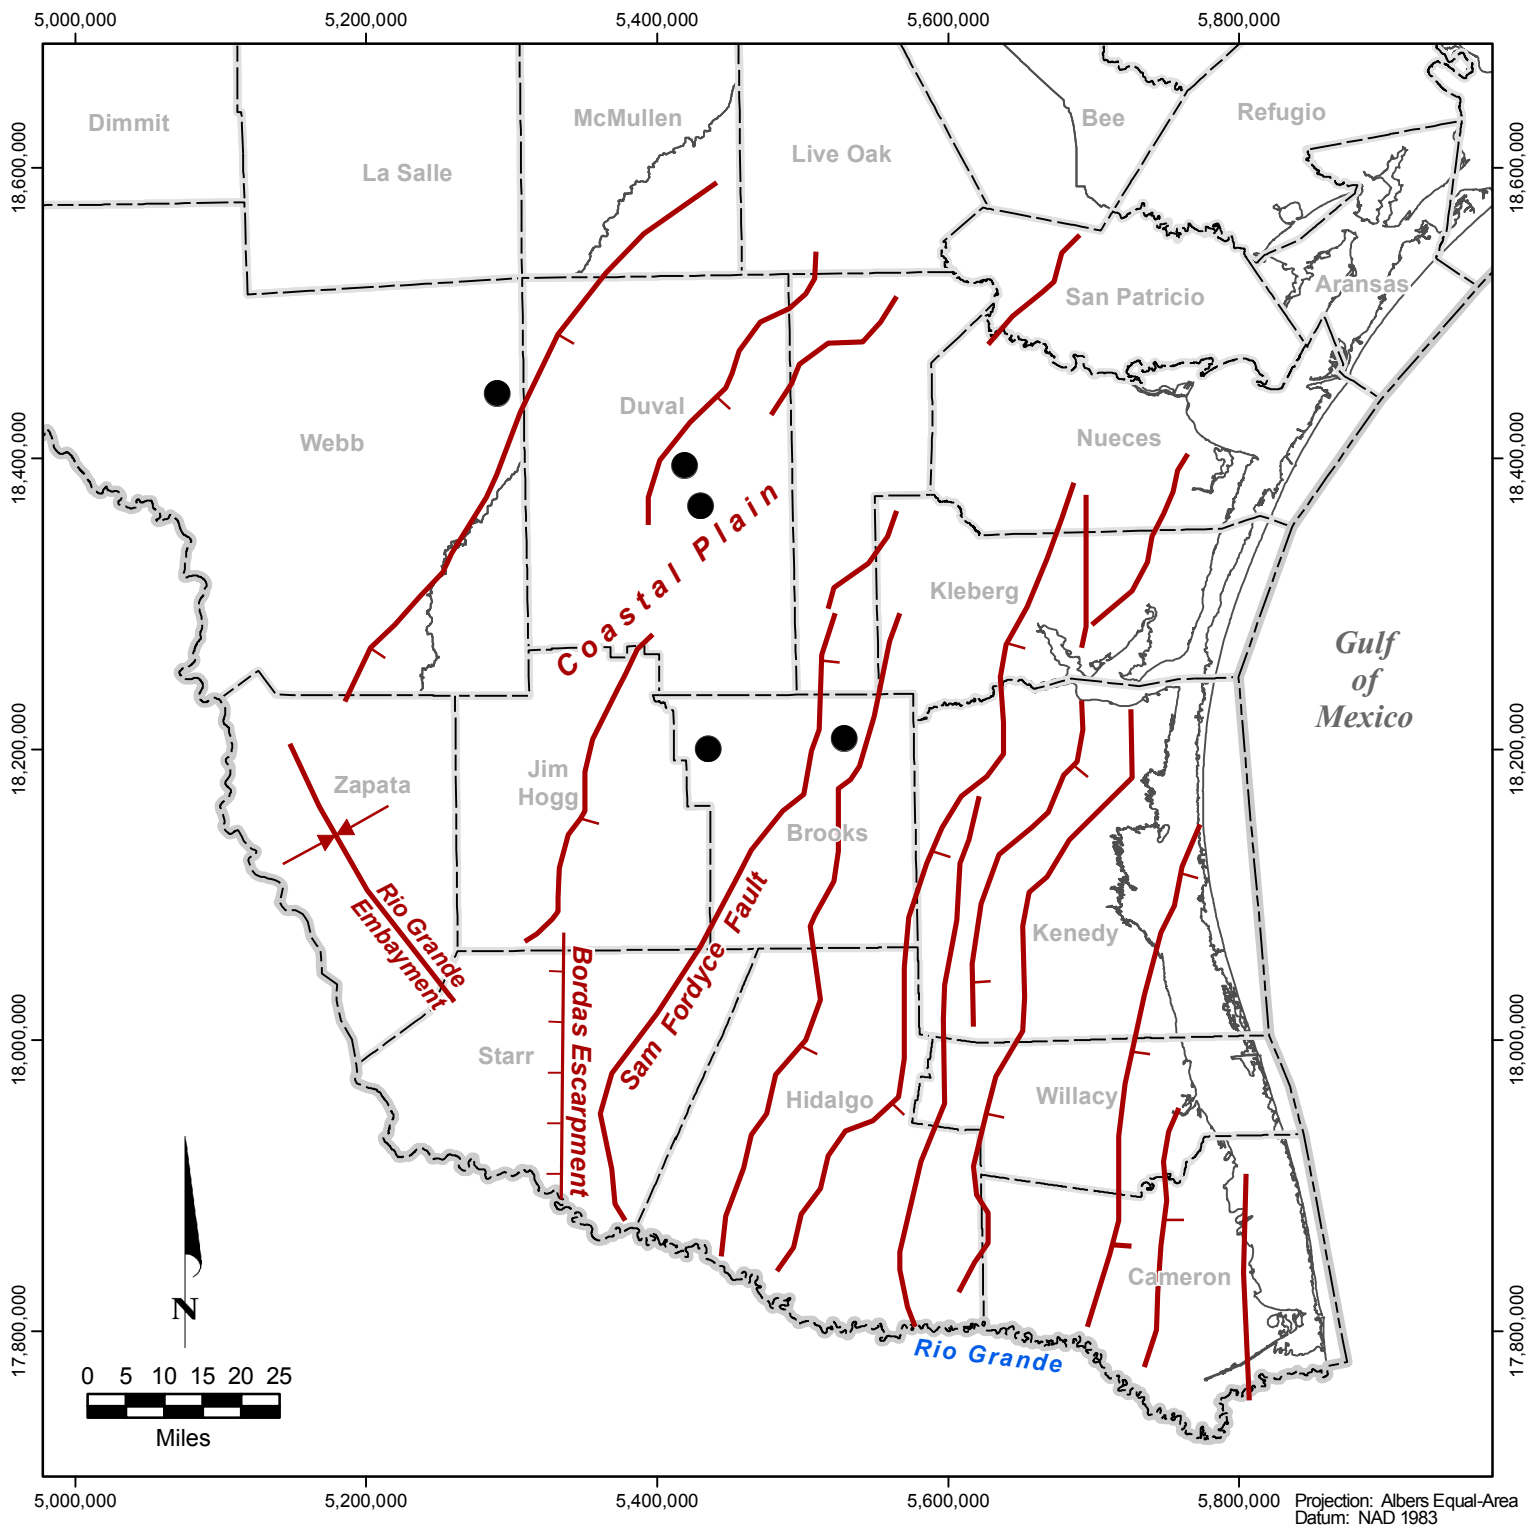 5,000,000
5,200,000
5,400,000
5,600,000
5,800,000
18,600,000
18,400,000
18,200,000
18,000,000
17,800,000
18,600,000
18,400,000
18,200,000
18,000,000
17,800,000
Dimmit
La Salle
McMullen
Live Oak
Bee
Refugio
San Patricio
Aransas
Webb
Duval
Nueces
Coastal Plain
Kleberg
Gulf
of
Mexico
Zapata
Jim
Hogg
Brooks
Kenedy
Rio Grande
Embayment
Bordas Escarpment
Sam Fordyce Fault
Starr
Hidalgo
Willacy
Cameron
Rio Grande
N
0 5 10 15 20 25
Miles
5,000,000
5,200,000
5,400,000
5,600,000
5,800,000
Projection: Albers Equal-Area
Datum: NAD 1983